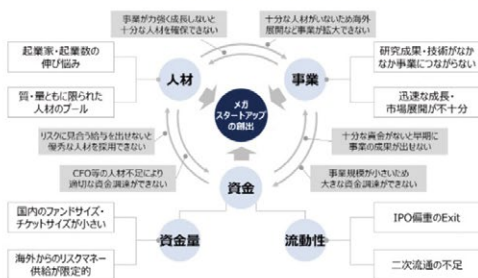 事業が力強く成長しないと
十分な人材を確保できない
十分な人材がいないため海外
展開など事業が拡大できない
起業家・起業数の
伸び悩み
質・量ともに限られた
人材のプール
人材
事業
研究成果・技術がなか
なか事業につながらない
迅速な成長・
市場展開が不十分
メガ
スタートアップ
の創出
リスクに見合う給与を出せないと
優秀な人材を採用できない
CFO等の人材不足により
適切な資金調達ができない
十分な資金がないと早期に
事業の成果が出せない
事業規模が小さいため
大きな資金調達ができない
資金
国内のファンドサイズ・
チケットサイズが小さい
海外からのリスクマネー
供給が限定的
資金量
流動性
IPO偏重のExit
二次流通の不足